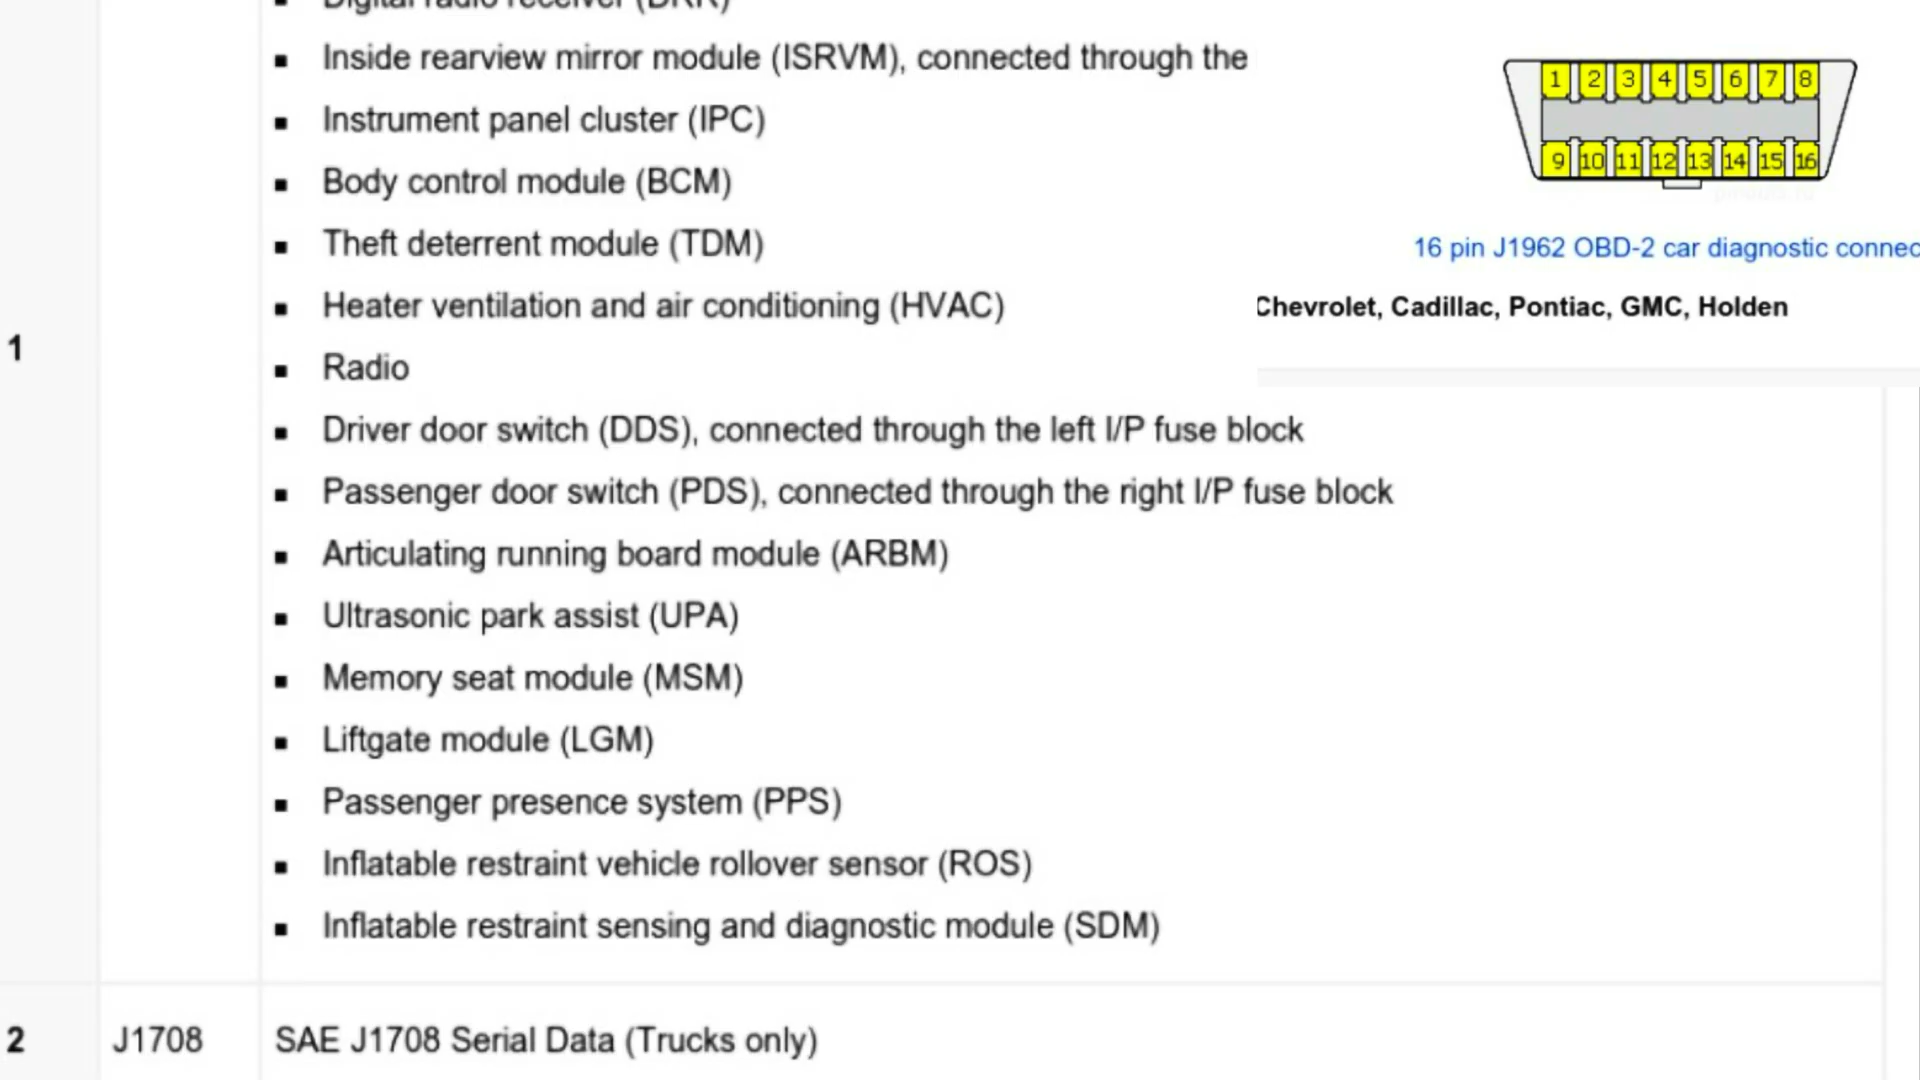 Digital radio receiver (DRR)
Inside rearview mirror module (ISRVM), connected through the
Instrument panel cluster (IPC)
Body control module (BCM)
Theft deterrent module (TDM)
Heater ventilation and air conditioning (HVAC)
1
Radio
Driver door switch (DDS), connected through the left I/P fuse block
Passenger door switch (PDS), connected through the right I/P fuse block
Articulating running board module (ARBM)
Ultrasonic park assist (UPA)
Memory seat module (MSM)
Liftgate module (LGM)
Passenger presence system (PPS)
Inflatable restraint vehicle rollover sensor (ROS)
Inflatable restraint sensing and diagnostic module (SDM)
2 J1708 SAE J1708 Serial Data (Trucks only)
1 2 3 4 5 6 7 8
9 10 11 12 13 14 15 16
16 pin J1962 OBD-2 car diagnostic connec
Chevrolet, Cadillac, Pontiac, GMC, Holden